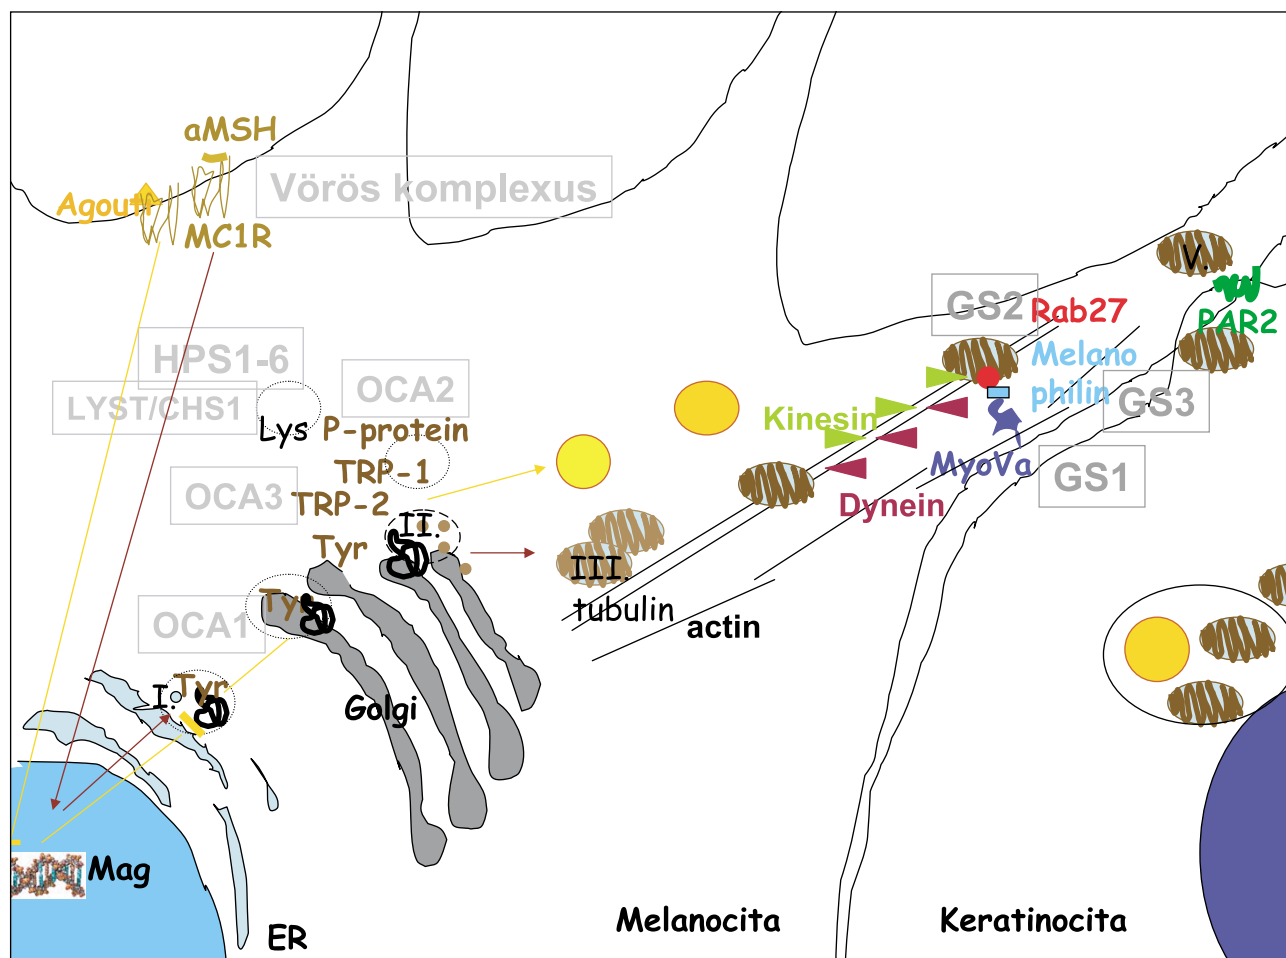 aMSH
Vörös komplexus
Agouti
MC1R
V.
GS2
Rab27
PAR2
HPS1-6
Melano
philin
OCA2
LYST/CHS1
GS3
Lys
P-protein
Kinesin
TRP-1
MyoVa
GS1
OCA3
TRP-2
Dynein
II.
Tyr
III.
tubulin
Tyr
OCA1
actin
I.
Tyr
Golgi
Mag
ER
Melanocita
Keratinocita